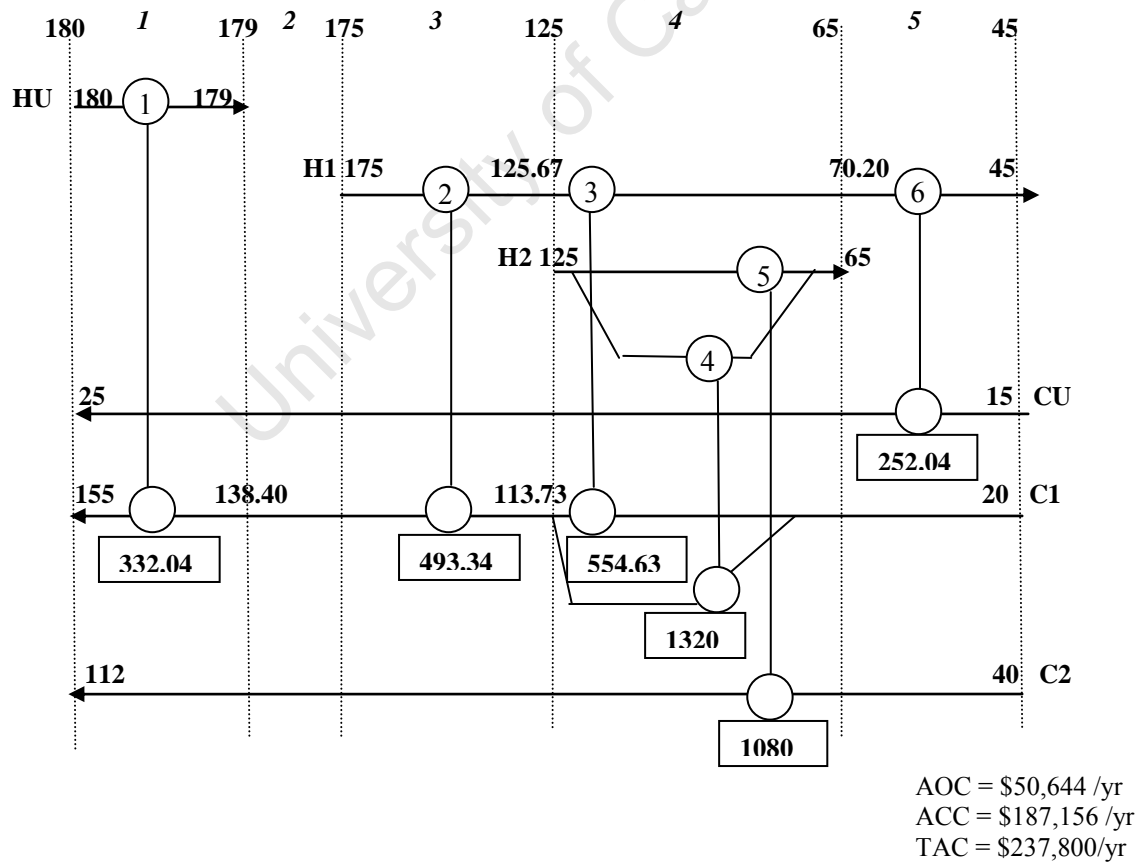 180 1 179 2 175 3 125 4 65 5 45
HU 180 1 179
H1 175 2 125.67 3 70.20 6 45
H2 125 5 65
4
25 15 CU
252.04
155 138.40 113.73 20 C1
332.04 493.34 554.63
1320
112 40 C2
1080
AOC = $50,644 /yr
ACC = $187,156 /yr
TAC = $237,800/yr
University of Ca